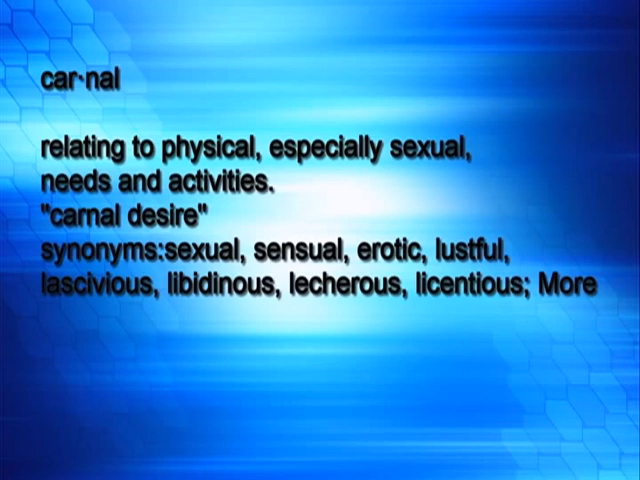 car·nal
relating to physical, especially sexual,
needs and activities.
"carnal desire"
synonyms:sexual, sensual, erotic, lustful,
lascivious, libidinous, lecherous, licentious; More